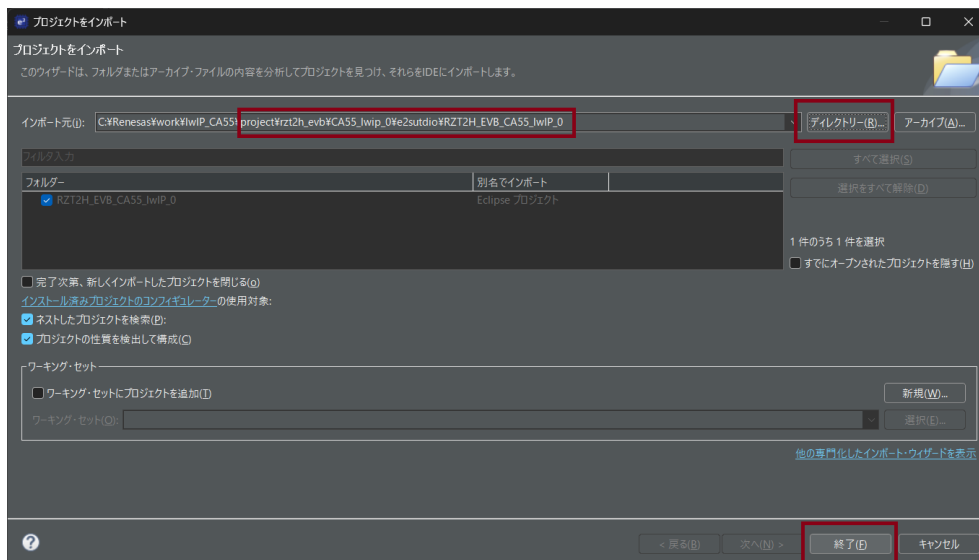 プロジェクトをインポート
プロジェクトをインポート
このウィザードは、フォルダまたはアーカイブ・ファイルの内容を分析してプロジェクトを見つけ、それらをIDEにインポートします。
インポート元(i): C:¥Renesas¥work¥lwIP_CA55¥project¥rzt2h_evb¥CA55_lwip_0¥e2sutdio¥RZT2H_EVB_CA55_lwIP_0 ディレクトリー(R)... アーカイブ(A)...
フィルタ入力 すべて選択(S)
フォルダー 別名でインポート 選択をすべて解除(D)
RZT2H_EVB_CA55_lwIP_0 Eclipse プロジェクト
1 件のうち 1 件を選択
すでにオープンされたプロジェクトを隠す(H)
完了次第、新しくインポートしたプロジェクトを閉じる(o)
インストール済みプロジェクトのコンフィギュレーターの使用対象:
ネストしたプロジェクトを検索(P):
プロジェクトの性質を検出して構成(C)
ワーキング・セット
ワーキング・セットにプロジェクトを追加(T) 新規(W)...
ワーキング・セット(O): 選択(E)...
他の専門化したインポート・ウィザードを表示
? < 戻る(B) 次へ(N) > 終了(F) キャンセル